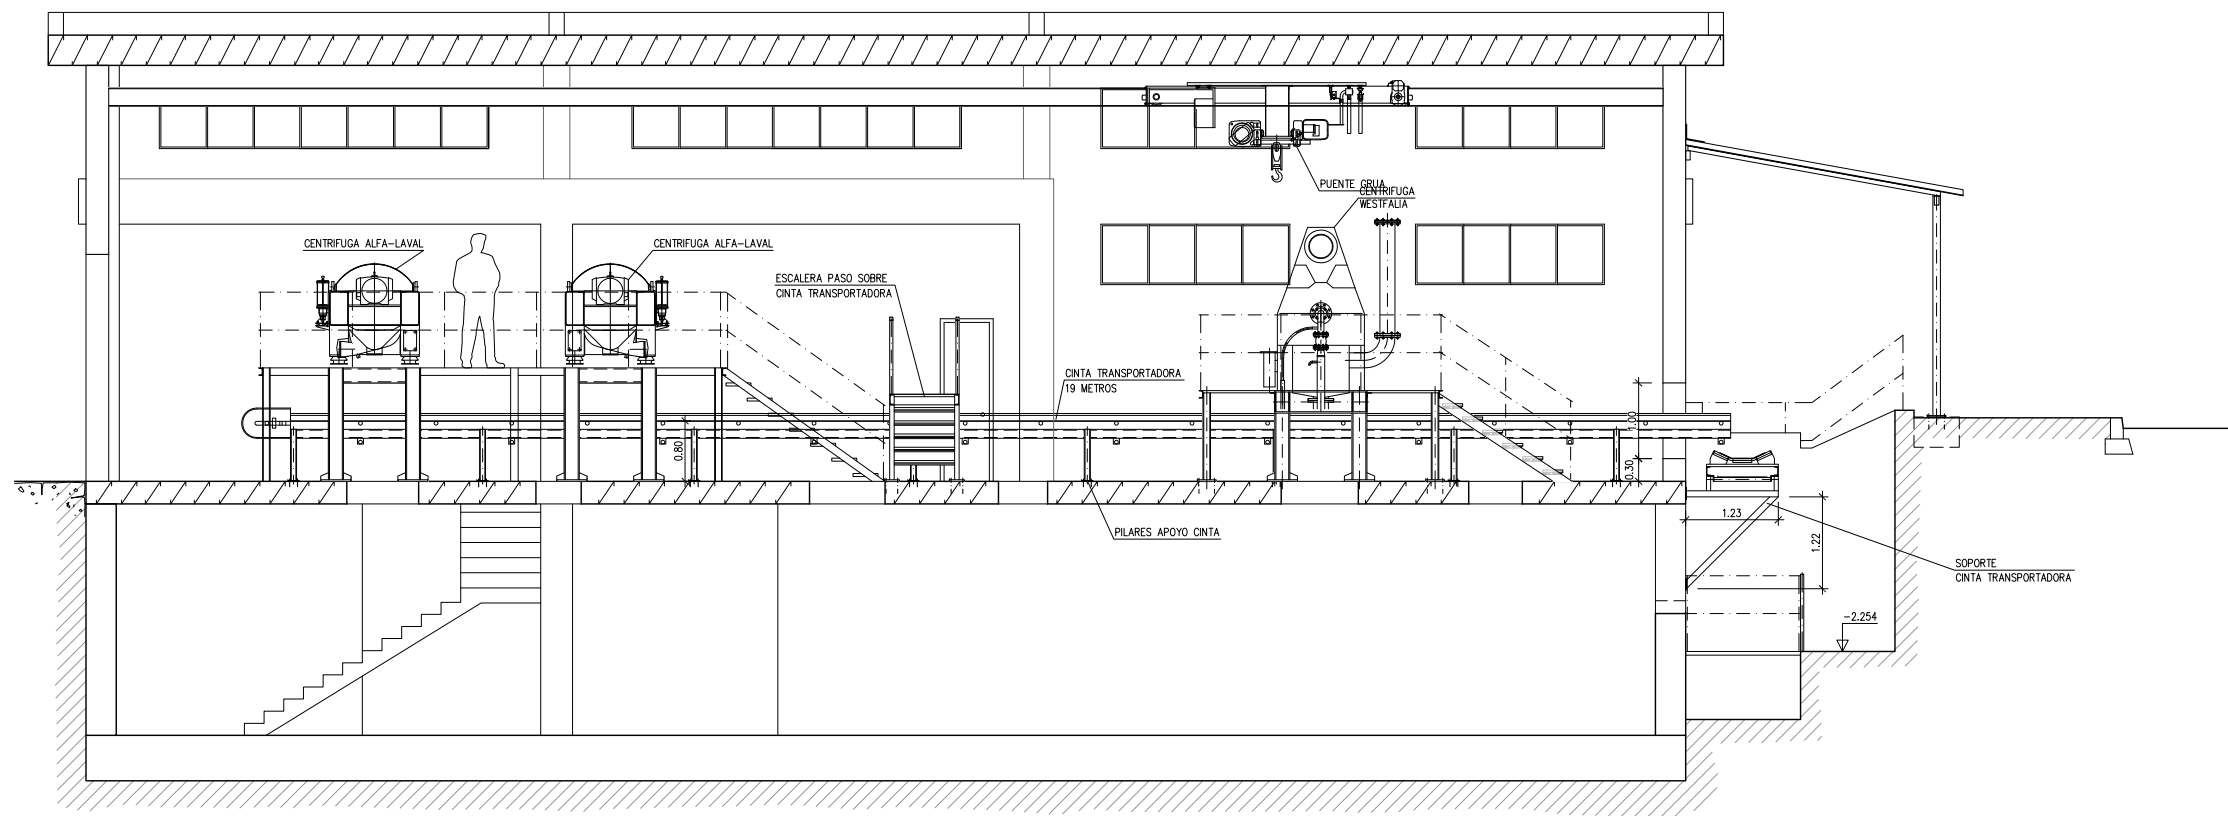 PUENTE GRUA
CENTRIFUGA
WESTFALIA
CENTRIFUGA ALFA-LAVAL
CENTRIFUGA ALFA-LAVAL
ESCALERA PASO SOBRE
CINTA TRANSPORTADORA
CINTA TRANSPORTADORA
19 METROS
1.00
0.80
0.30
1.23
1.22
PILARES APOYO CINTA
SOPORTE
CINTA TRANSPORTADORA
-2.254